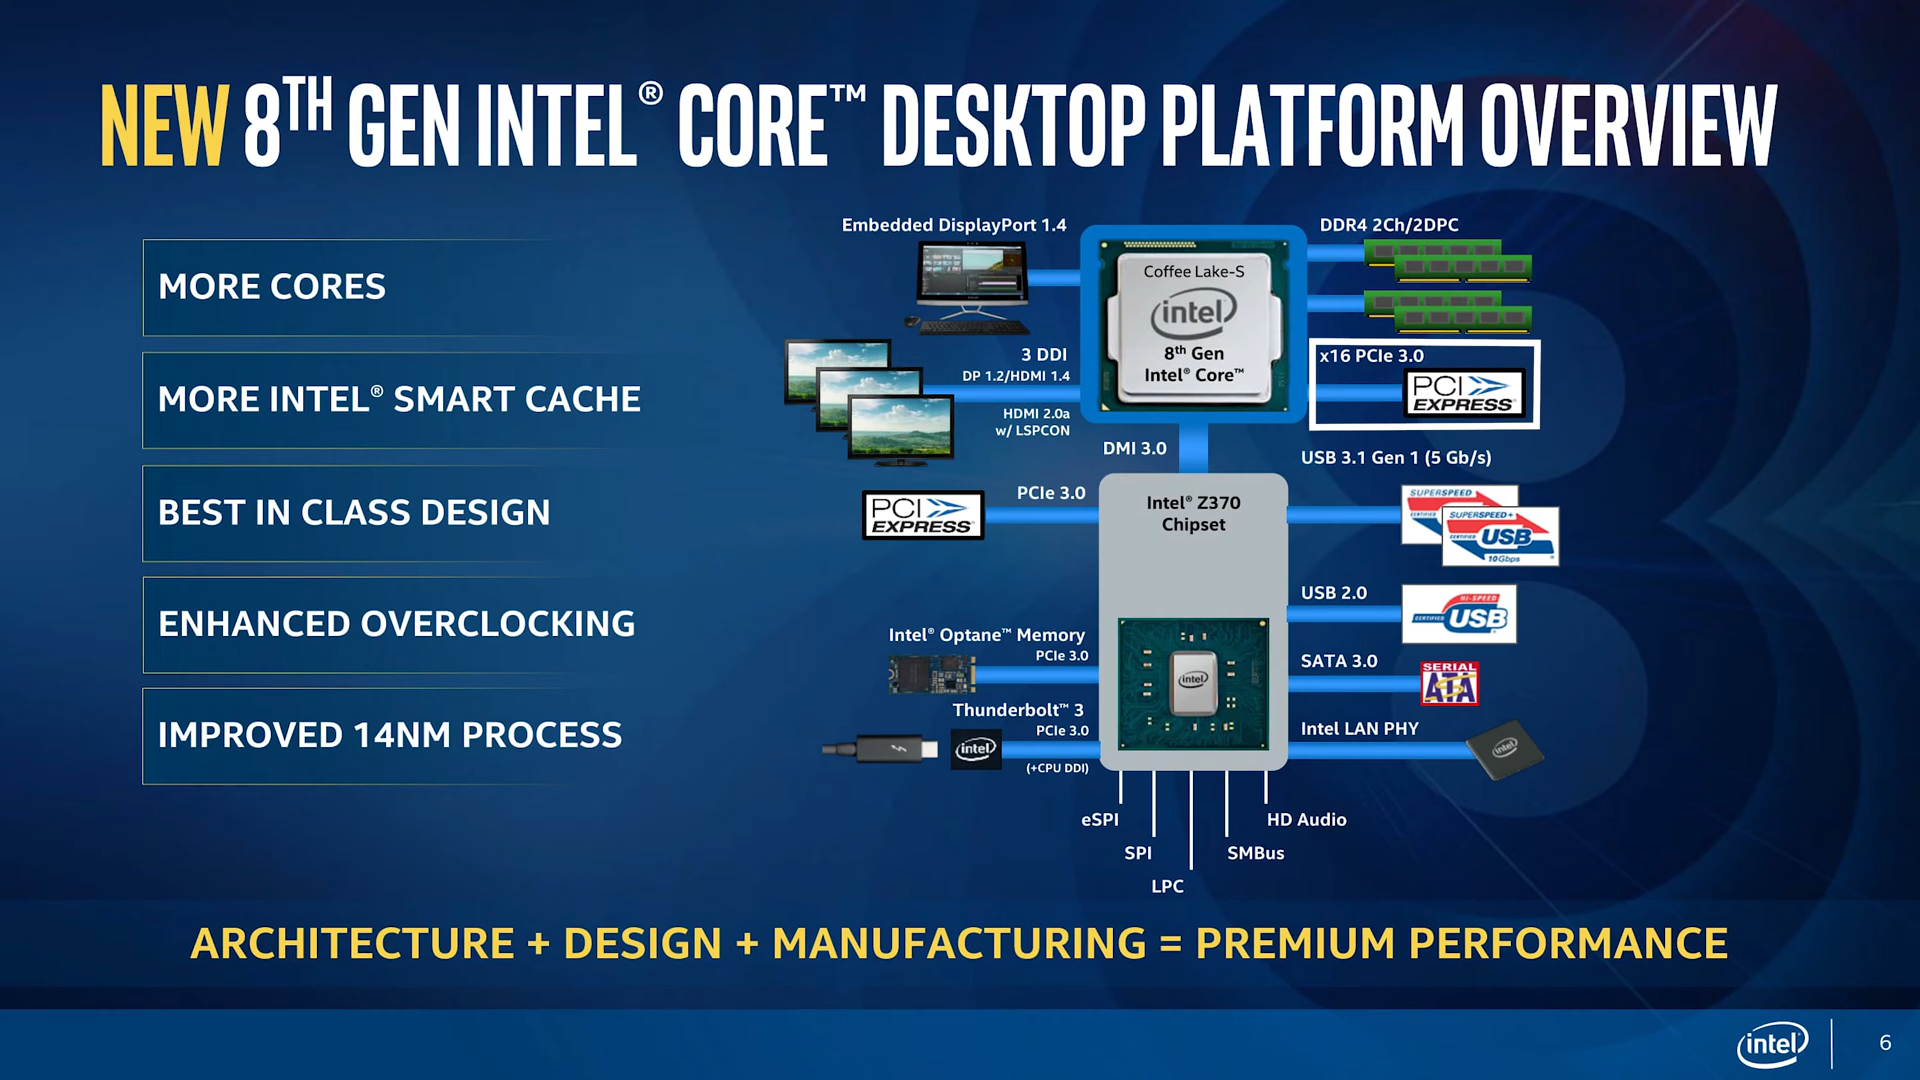 NEW 8TH GEN INTEL® CORE™ DESKTOP PLATFORM OVERVIEW
MORE CORES
MORE INTEL® SMART CACHE
BEST IN CLASS DESIGN
ENHANCED OVERCLOCKING
IMPROVED 14NM PROCESS
Embedded DisplayPort 1.4
3 DDI
DP 1.2/HDMI 1.4
HDMI 2.0a
w/ LSPCON
Coffee Lake-S
intel
8th Gen
Intel® Core™
DDR4 2Ch/2DPC
x16 PCIe 3.0
PCI
EXPRESS
DMI 3.0
PCIe 3.0
PCI
EXPRESS
Intel® Z370
Chipset
intel
USB 3.1 Gen 1 (5 Gb/s)
SUPERSPEED
CERTIFIED
SUPERSPEED+
CERTIFIED USB
10Gbps
USB 2.0
HI-SPEED
CERTIFIED USB
Intel® Optane™ Memory
PCIe 3.0
SATA 3.0
SERIAL
ATA
Thunderbolt™ 3
PCIe 3.0
intel
(+CPU DDI)
Intel LAN PHY
intel
eSPI
SPI
LPC
SMBus
HD Audio
ARCHITECTURE + DESIGN + MANUFACTURING = PREMIUM PERFORMANCE
intel
6